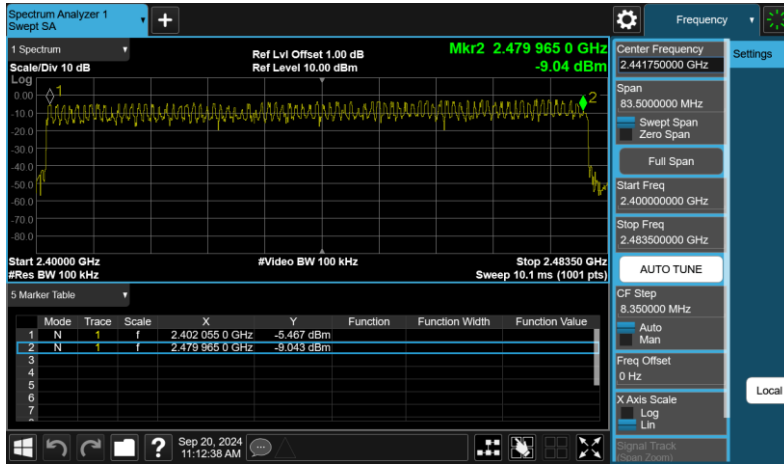 Spectrum Analyzer 1
Swept SA
+
Frequency
1 Spectrum
Scale/Div 10 dB
Ref Lvl Offset 1.00 dB
Ref Level 10.00 dBm
Mkr2 2.479 965 0 GHz
-9.04 dBm
Log
0.00
-10.0
-20.0
-30.0
-40.0
-50.0
-60.0
-70.0
-80.0
1
2
Start 2.40000 GHz
#Res BW 100 kHz
#Video BW 100 kHz
Stop 2.48350 GHz
Sweep 10.1 ms (1001 pts)
5 Marker Table
Mode Trace Scale X Y Function Function Width Function Value
1 N 1 f 2.402 055 0 GHz -5.467 dBm
2 N 1 f 2.479 965 0 GHz -9.043 dBm
3
4
5
6
7
Center Frequency
2.441750000 GHz
Settings
Span
83.5000000 MHz
Swept Span
Zero Span
Full Span
Start Freq
2.400000000 GHz
Stop Freq
2.483500000 GHz
AUTO TUNE
CF Step
8.350000 MHz
Auto
Man
Freq Offset
0 Hz
Local
X Axis Scale
Log
Lin
Signal Track
(Span Zoom)
?
Sep 20, 2024
11:12:38 AM